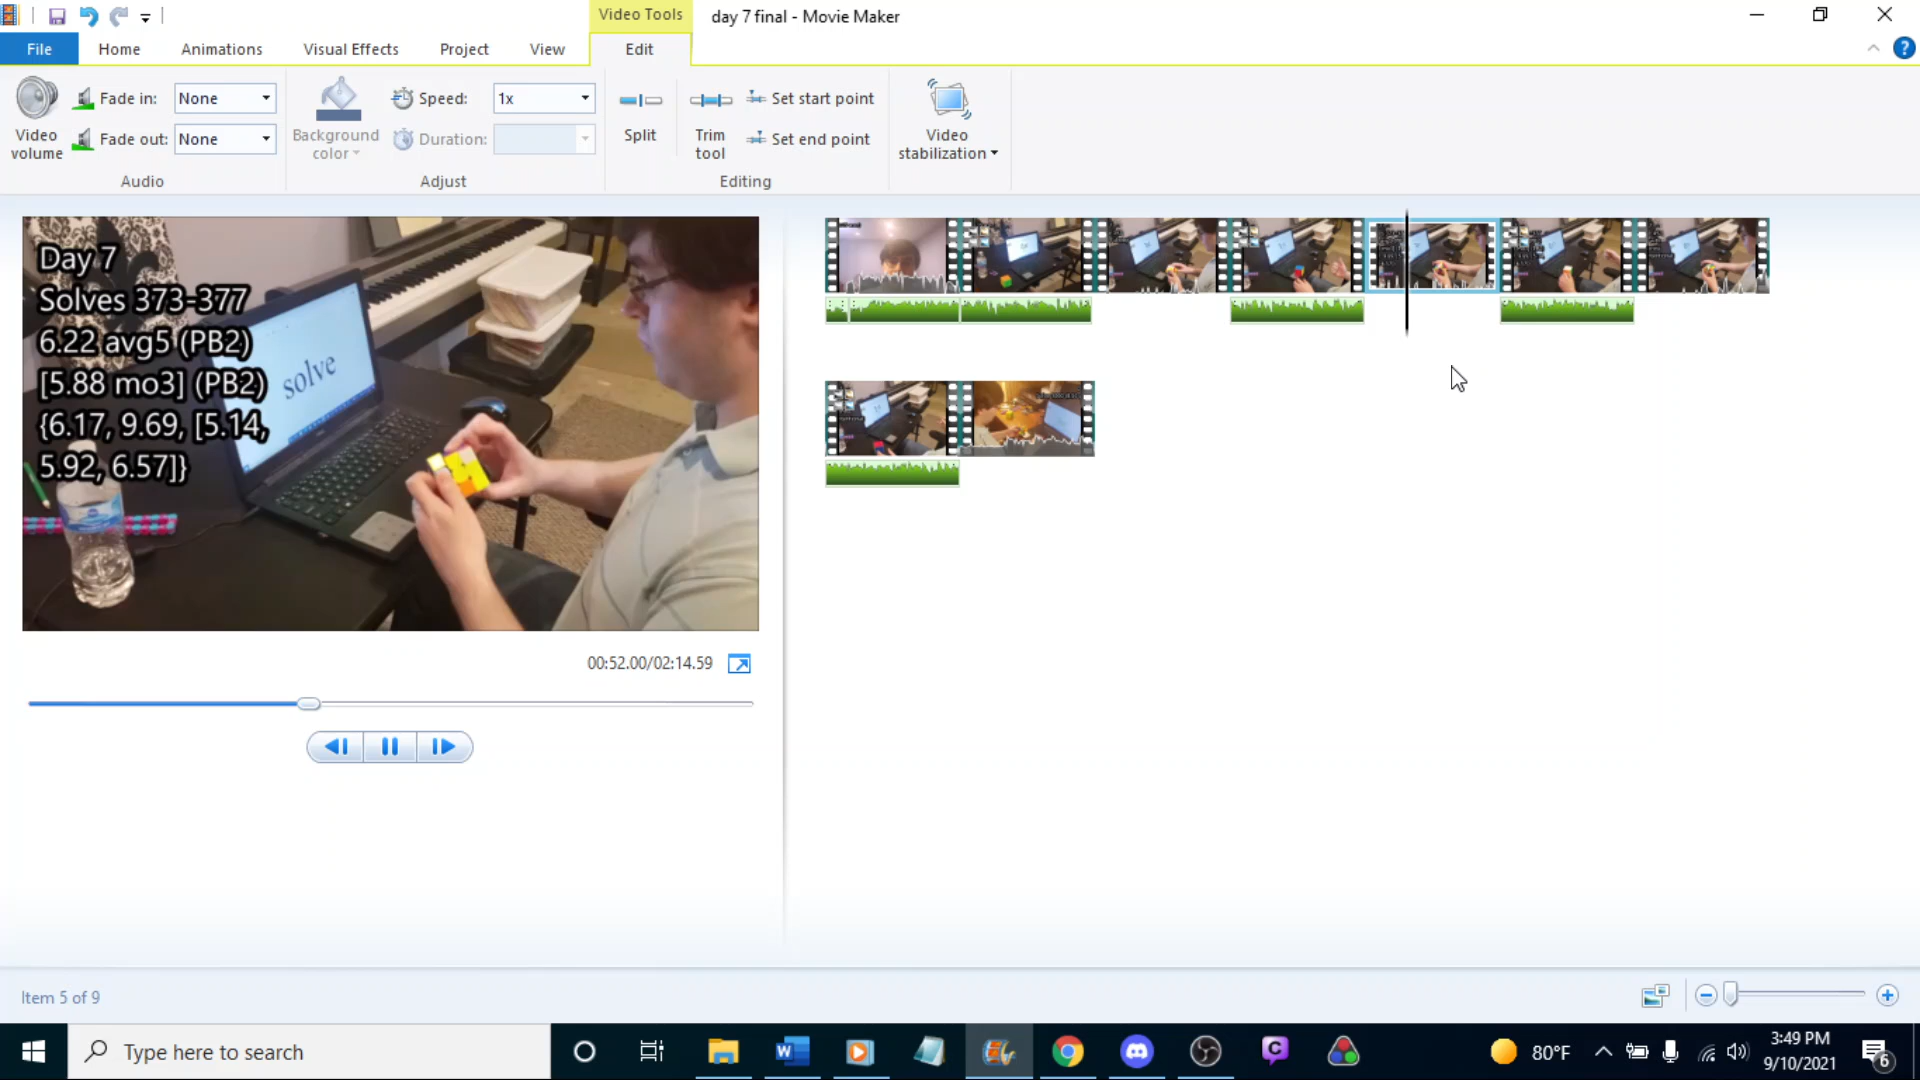 Video Tools
day 7 final - Movie Maker
File
Home
Animations
Visual Effects
Project
View
Edit
Video volume
Fade in:
None
Fade out:
None
Audio
Background color
Speed:
1x
Duration:
Adjust
Split
Trim tool
Set start point
Set end point
Editing
Video stabilization
Day 7
Solves 373-377
6.22 avg5 (PB2)
[5.88 mo3] (PB2)
{6.17, 9.69, [5.14,
5.92, 6.57]}
solve
00:52.00/02:14.59
Item 5 of 9
Type here to search
80°F
3:49 PM
9/10/2021
6